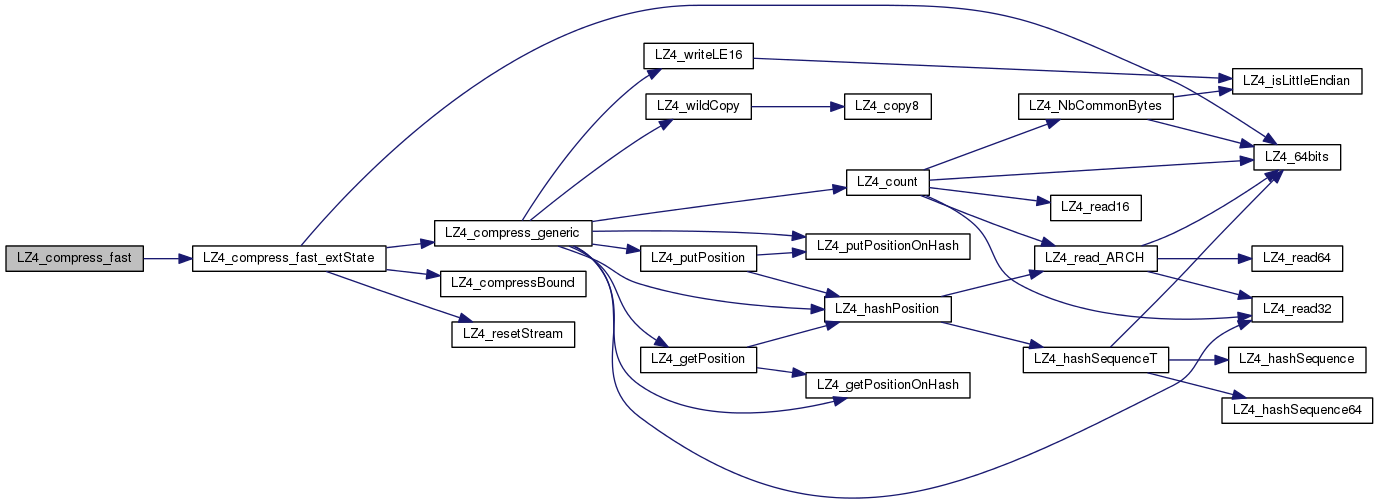 LZ4_compress_fast
LZ4_compress_fast_extState
LZ4_compress_generic
LZ4_compressBound
LZ4_resetStream
LZ4_writeLE16
LZ4_wildCopy
LZ4_putPosition
LZ4_getPosition
LZ4_copy8
LZ4_count
LZ4_putPositionOnHash
LZ4_hashPosition
LZ4_getPositionOnHash
LZ4_NbCommonBytes
LZ4_read16
LZ4_read_ARCH
LZ4_hashSequenceT
LZ4_isLittleEndian
LZ4_64bits
LZ4_read64
LZ4_read32
LZ4_hashSequence
LZ4_hashSequence64